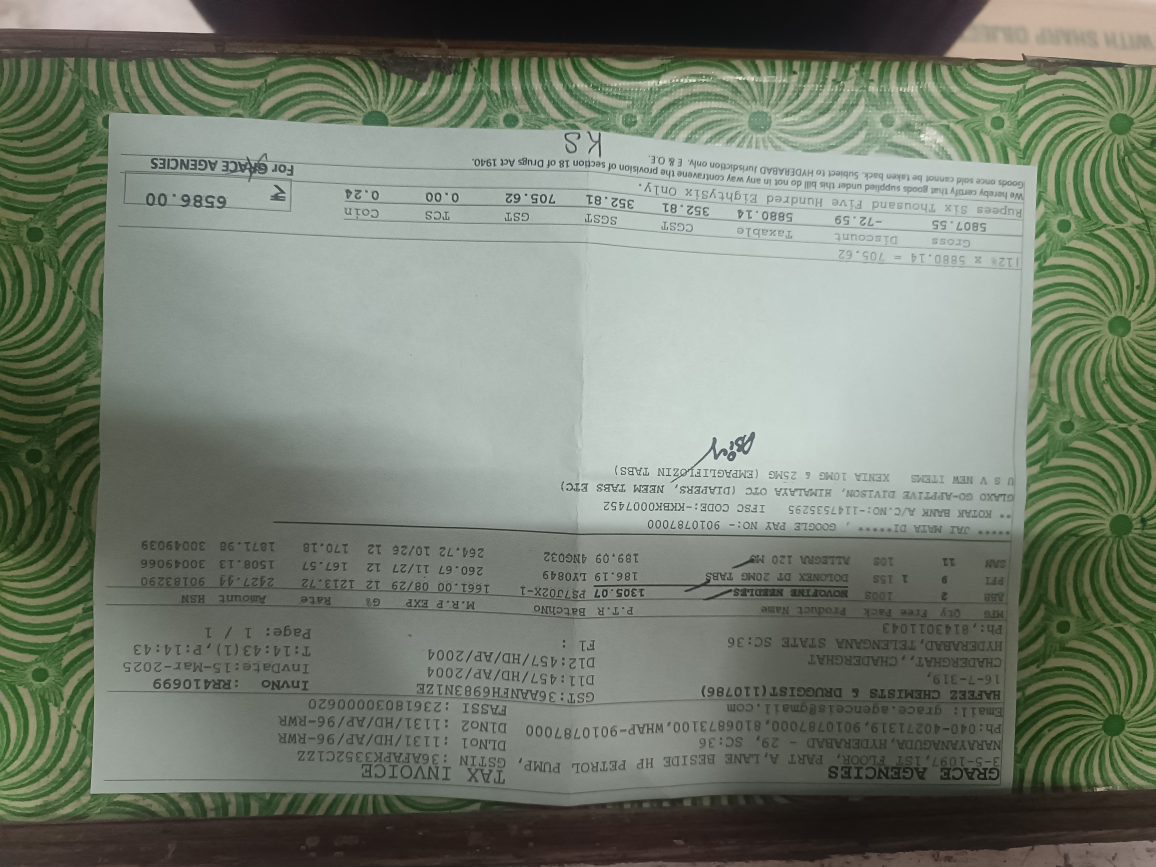 GRACE AGENCIES TAX INVOICE
3-5-1097,1ST FLOOR, PART A,LANE BESIDE HP PETROL PUMP, GSTIN :36AFAPK3352C1ZZ
NARAYANAGUDA,HYDERABAD - 29, SC:36 DLNo1 :1131/HD/AP/96-RWR
Ph:040-40271319,9010787000,8106873100,WHAP-9010787000 DLNO2 :1131/HD/AP/96-RWR
Email: grace.agenceis@gmail.com FASSI :23618030000620
HAFEEZ CHEMISTS & DRUGGIST(110786) GST:36AANFH6983N1ZE InvNo :RR410699
16-7-319, D11:457/HD/AP/2004 InvDate:15-Mar-2025
CHADERGHAT,, CHADERGHAT D12:457/HD/AP/2004 T:14:43(1),P:14:43
HYDERABAD,TELENGANA STATE SC:36 F1 : Page: 1 / 1
Ph:,8143011043
MFG Qty Free Pack Product Name P.T.R BatchNo M.R.P EXP G% Rate Amount HSN
ABB 2 100S NOVOFINE NEEDLES 1305.07 PS7302X-1 1661.00 08/29 12 1213.72 2427.44 90183290
PFI 9 1 15S DOLONEX DT 20MG TABS 186.19 LY0849 260.67 11/27 12 167.57 1508.13 30049066
ZAN 11 10S ALLEGRA 120 MG 189.09 4NG032 264.72 10/26 12 170.18 1871.98 30049039
***** JAI MATA DI***** , GOOGLE PAY NO:- 9010787000
** KOTAK BANK A/C.NO:-1147535295 IFSC CODE:-KKBK0007452
GLAXO GO-APPTIVE DIVISON, HIMALAYA OTC (DIAPERS, NEEM TABS ETC)
U S V NEW ITEMS XENIA 10MG & 25MG (EMPAGLIFLOZIN TABS)
(12% x 5880.14 = 705.62
Gross Discount Taxable CGST SGST GST TCS Coin
5807.55 -72.59 5880.14 352.81 352.81 705.62 0.00 0.24 ₹ 6586.00
Rupees Six Thousand Five Hundred EightySix Only.
We hereby certify that goods supplied under this bill do not in any way contravene the provision of section 18 of Drugs Act 1940. For GRACE AGENCIES
Goods once cold cannot be taken back. Subject to HYDERABAD Jurisdiction only. E & O.E.
KS
WITH SHARP OBJEC